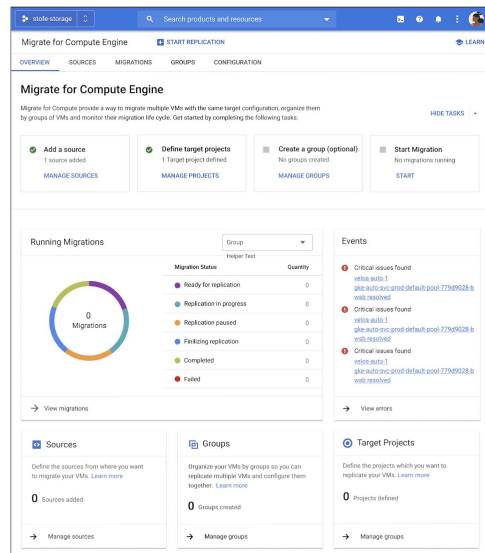 stofe-storage
Search products and resources
Migrate for Compute Engine
START REPLICATION
LEARN
OVERVIEW
SOURCES
MIGRATIONS
GROUPS
CONFIGURATION
Migrate for Compute Engine
Migrate for Compute provide a way to migrate multiple VMs with the same target configuration, organize them
by groups of VMs and monitor their migration life cycle. Get started by completing the following tasks:
HIDE TASKS
Add a source
1 source added
MANAGE SOURCES
Define target projects
1 Target project defined
MANAGE PROJECTS
Create a group (optional)
No groups created
MANAGE GROUPS
Start Migration
No migrations running
START
Running Migrations
Group
Helper Text
0
Migrations
Migration Status Quantity
Ready for replication 0
Replication in progress 0
Replication paused 0
Finilizing replication 0
Completed 0
Failed 0
View migrations
Events
Critical issues found
velos-auto-1
gke-auto-svc-prod-default-pool-779d9028-b
wsb resolved
Critical issues found
velos-auto-1
gke-auto-svc-prod-default-pool-779d9028-b
wsb resolved
Critical issues found
velos-auto-1
gke-auto-svc-prod-default-pool-779d9028-b
wsb resolved
View errors
Sources
Define the sources from where you want
to migrate your VMs. Learn more
0 Sources added
Manage sources
Groups
Organize your VMs by groups so you can
replicate multiple VMs and configure them
together. Learn more
0 Groups created
Manage groups
Target Projects
Define the projects which you want to
replicate your VMs. Learn more
0 Projects defined
Manage groups